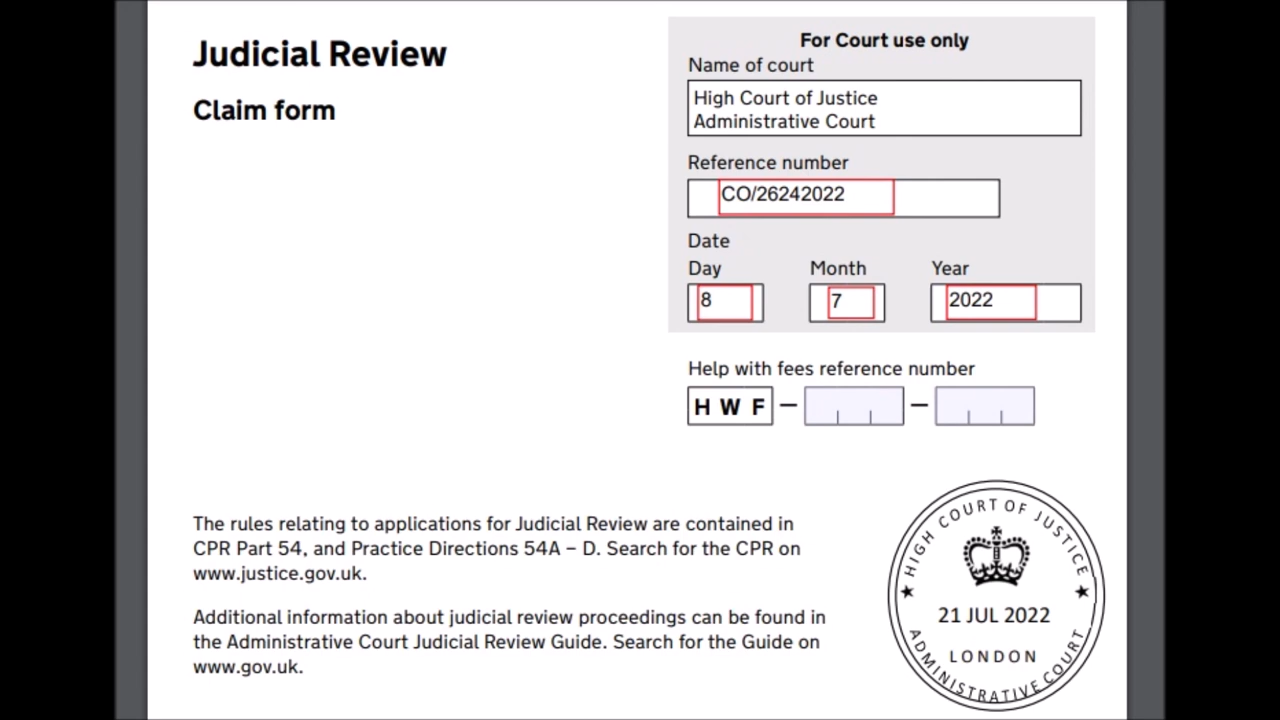 Judicial Review
Claim form
For Court use only
Name of court
High Court of Justice
Administrative Court
Reference number
CO/26242022
Date
Day
Month
Year
8
7
2022
Help with fees reference number
H W F – –
The rules relating to applications for Judicial Review are contained in
CPR Part 54, and Practice Directions 54A – D. Search for the CPR on
www.justice.gov.uk.
Additional information about judicial review proceedings can be found in
the Administrative Court Judicial Review Guide. Search for the Guide on
www.gov.uk.
HIGH COURT OF JUSTICE
21 JUL 2022
LONDON
ADMINISTRATIVE COURT